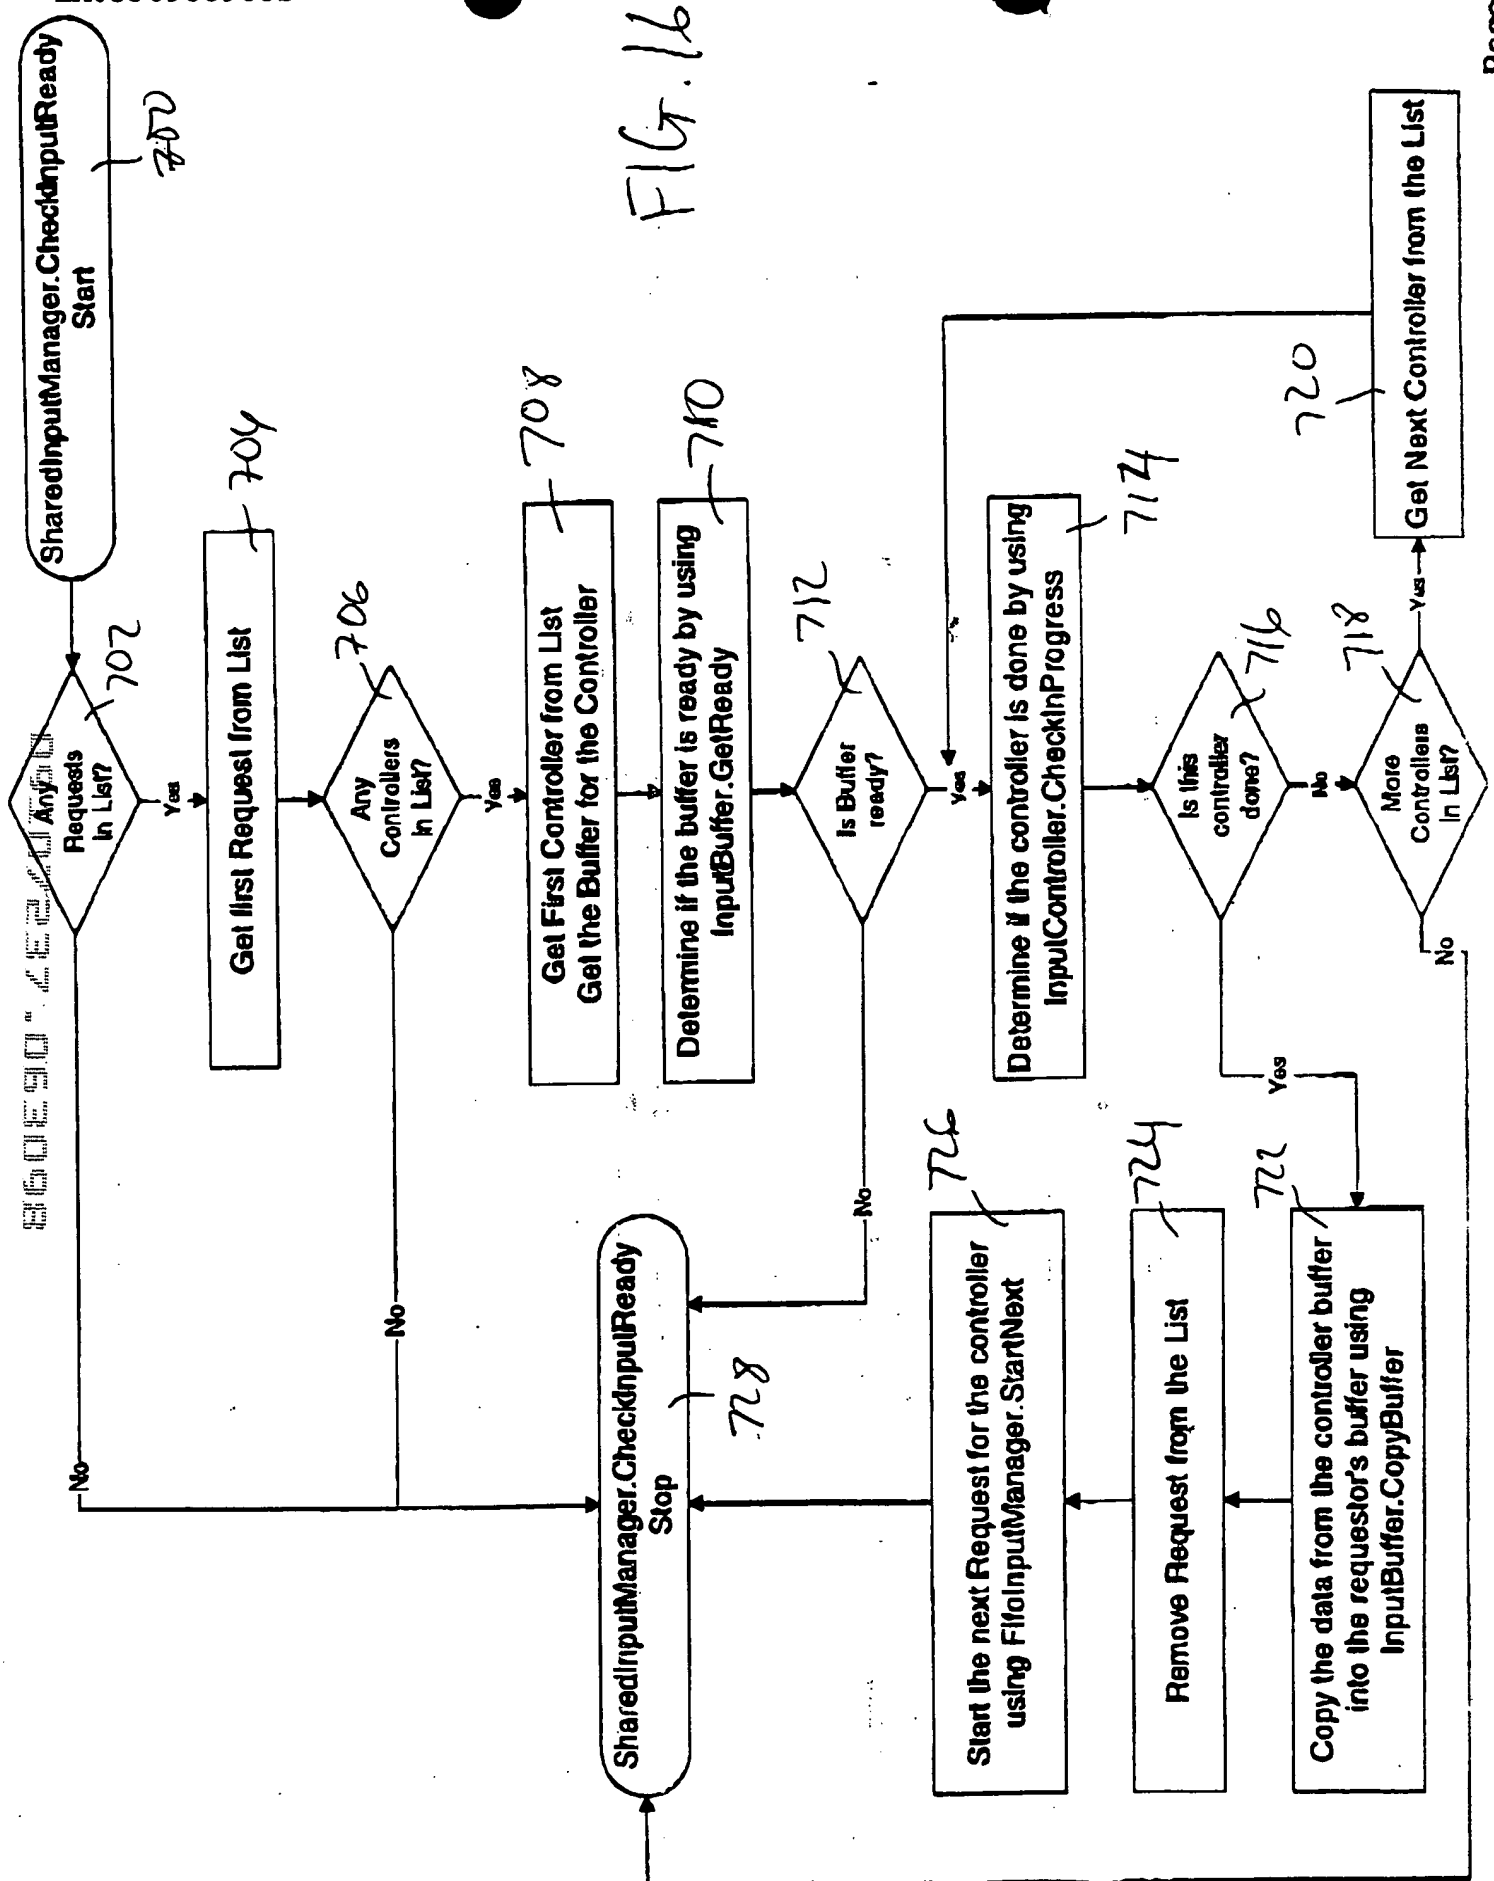 FIG. 16
SharedInputManager.CheckInputReady
Start
700
Any
Requests
In List?
702
No
Yes
Get first Request from List
704
Any
Controllers
In List?
706
No
Yes
Get First Controller from List
Get the Buffer for the Controller
708
Determine if the buffer is ready by using
InputBuffer.GetReady
710
Is Buffer
ready?
712
No
Yes
Determine if the controller is done by using
InputController.CheckInProgress
714
Is this
controller
done?
716
Yes
No
More
Controllers
In List?
718
No
Yes
Get Next Controller from the List
720
Copy the data from the controller buffer
into the requestor's buffer using
InputBuffer.CopyBuffer
722
Remove Request from the List
724
Start the next Request for the controller
using FifoInputManager.StartNext
726
SharedInputManager.CheckInputReady
Stop
728